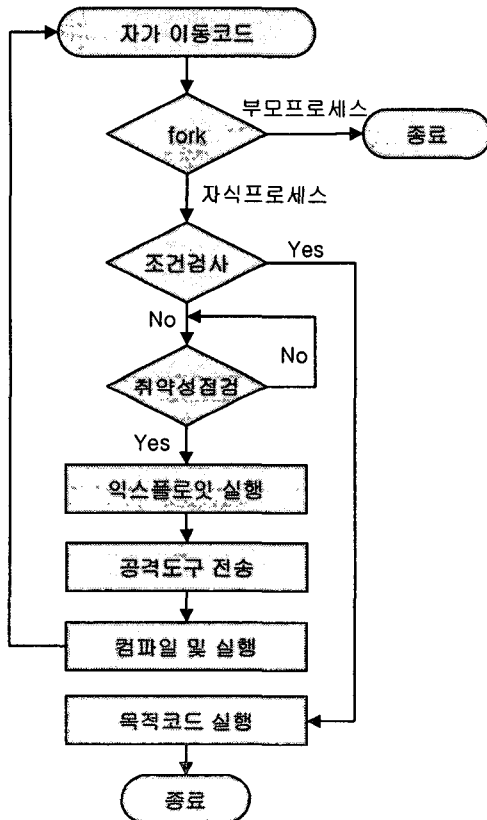 자가 이동코드
부모프로세스
fork
종료
자식프로세스
조건검사
Yes
No
No
취약성점검
Yes
익스플로잇 실행
공격도구 전송
컴파일 및 실행
목적코드 실행
종료